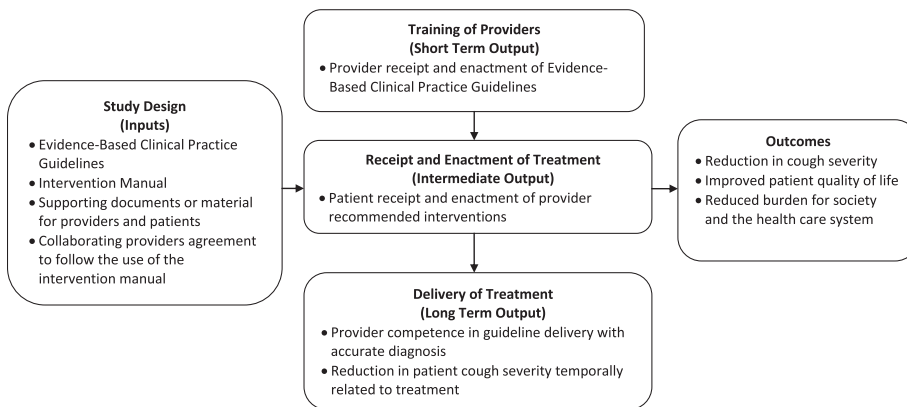 Training of Providers
(Short Term Output)
• Provider receipt and enactment of Evidence-
Based Clinical Practice Guidelines
Study Design
(Inputs)
• Evidence-Based Clinical Practice
Guidelines
• Intervention Manual
• Supporting documents or material
for providers and patients
• Collaborating providers agreement
to follow the use of the
intervention manual
Receipt and Enactment of Treatment
(Intermediate Output)
• Patient receipt and enactment of provider
recommended interventions
Outcomes
• Reduction in cough severity
• Improved patient quality of life
• Reduced burden for society
and the health care system
Delivery of Treatment
(Long Term Output)
• Provider competence in guideline delivery with
accurate diagnosis
• Reduction in patient cough severity temporally
related to treatment